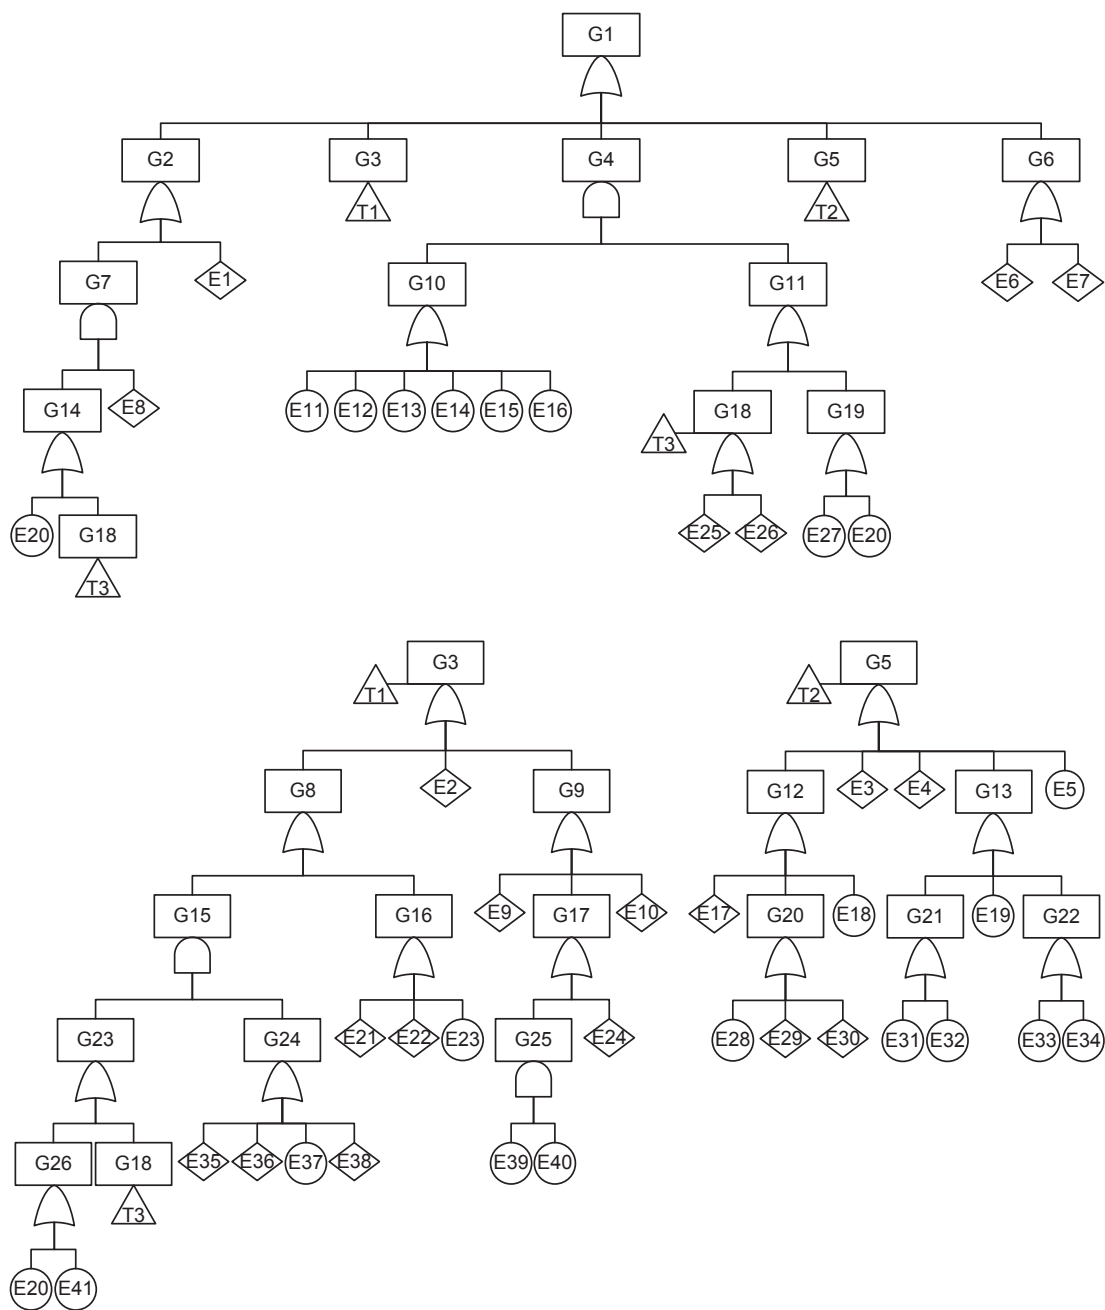 G1
G2 G3 G4 G5 G6
T1 T2
G7 E1 G10 G11 E6 E7
G14 E8 E11 E12 E13 E14 E15 E16 G18 G19
T3
E20 G18 E25 E26 E27 E20
T3
G3 G5
T1 T2
G8 E2 G9 G12 E3 E4 G13 E5
G15 G16 E9 G17 E10 E17 G20 E18 G21 E19 G22
G23 G24 E21 E22 E23 G25 E24 E28 E29 E30 E31 E32 E33 E34
G26 G18 E35 E36 E37 E38 E39 E40
T3
E20 E41